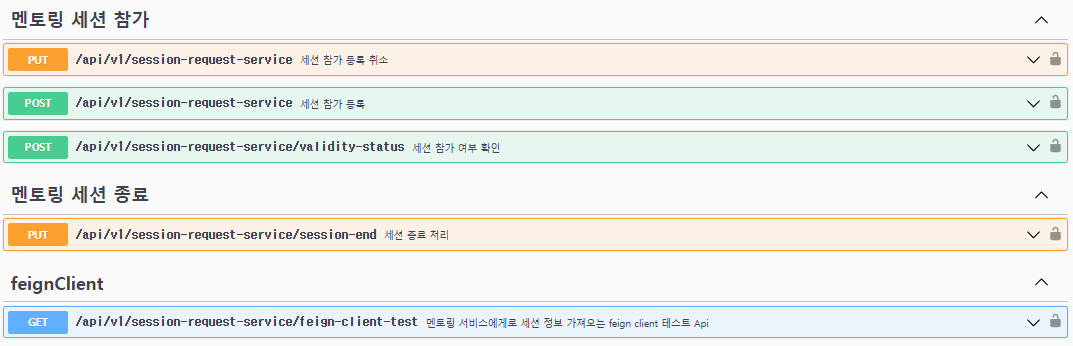 멘토링 세션 참가
PUT /api/v1/session-request-service 세션 참가 등록 취소
POST /api/v1/session-request-service 세션 참가 등록
POST /api/v1/session-request-service/validity-status 세션 참가 여부 확인
멘토링 세션 종료
PUT /api/v1/session-request-service/session-end 세션 종료 처리
feignClient
GET /api/v1/session-request-service/feign-client-test 멘토링 서비스에게로 세션 정보 가져오는 feign client 테스트 Api